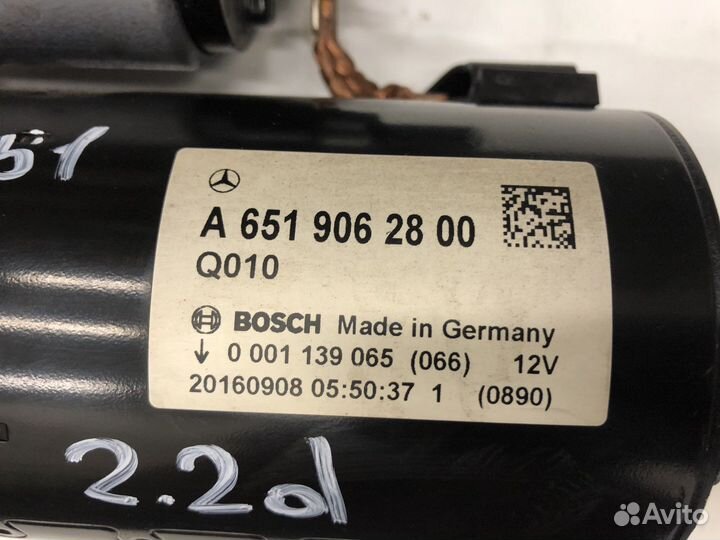 A 651 906 28 00
Q010
BOSCH Made in Germany
↓ 0 001 139 065 (066) 12V
20160908 05:50:37 1 (0890)
2.2d
Avito